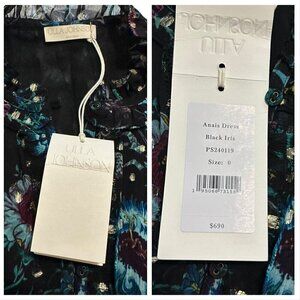 ULLA JOHNSON
ULLA
JOHNSON
ULLA
JOHNSON
Anais Dress
Black Iris
PS240119
Size: 0
$690